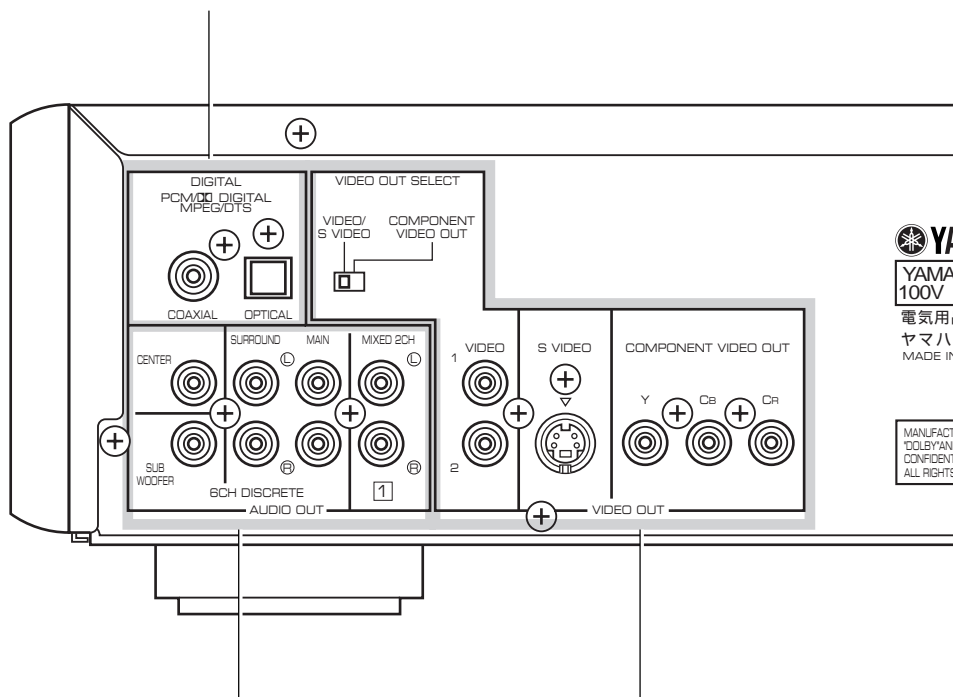 DIGITAL
PCM/DD DIGITAL
MPEG/DTS
COAXIAL
OPTICAL
VIDEO OUT SELECT
VIDEO/
S VIDEO
COMPONENT
VIDEO OUT
CENTER
SURROUND
MAIN
MIXED 2CH
L
L
SUB
WOOFER
R
R
6CH DISCRETE
1
AUDIO OUT
1
VIDEO
2
S VIDEO
COMPONENT VIDEO OUT
Y
CB
CR
VIDEO OUT
YA
YAMA
100V
電気用
ヤマハ
MADE IN
MANUFACT
"DOLBY"AN
CONFIDENT
ALL RIGHTS